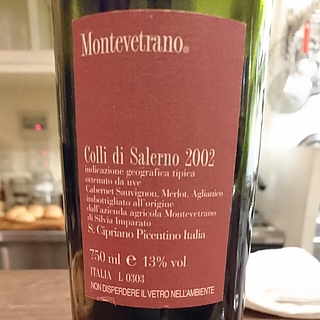 Montevetrano®
Colli di Salerno 2002
indicazione geografica tipica
ottenuto da uve
Cabernet Sauvignon, Merlot, Aglianico
imbottigliato all'origine
dall'azienda agricola Montevetrano
di Silvia Imparato
S. Cipriano Picentino Italia
750 ml e 13% vol
ITALIA L 0303
NON DISPERDERE IL VETRO NELL'AMBIENTE